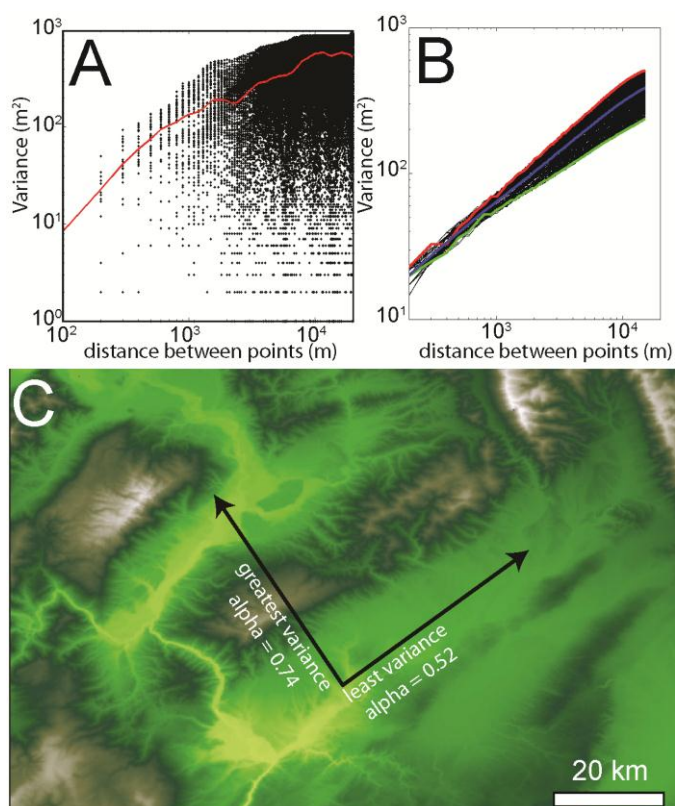 A
Variance (m²)
10³
10²
10¹
10⁰
10² 10³ 10⁴
distance between points (m)
B
Variance (m²)
10³
10²
10¹
10³ 10⁴
distance between points (m)
C
greatest variance
alpha = 0.74
least variance
alpha = 0.52
20 km